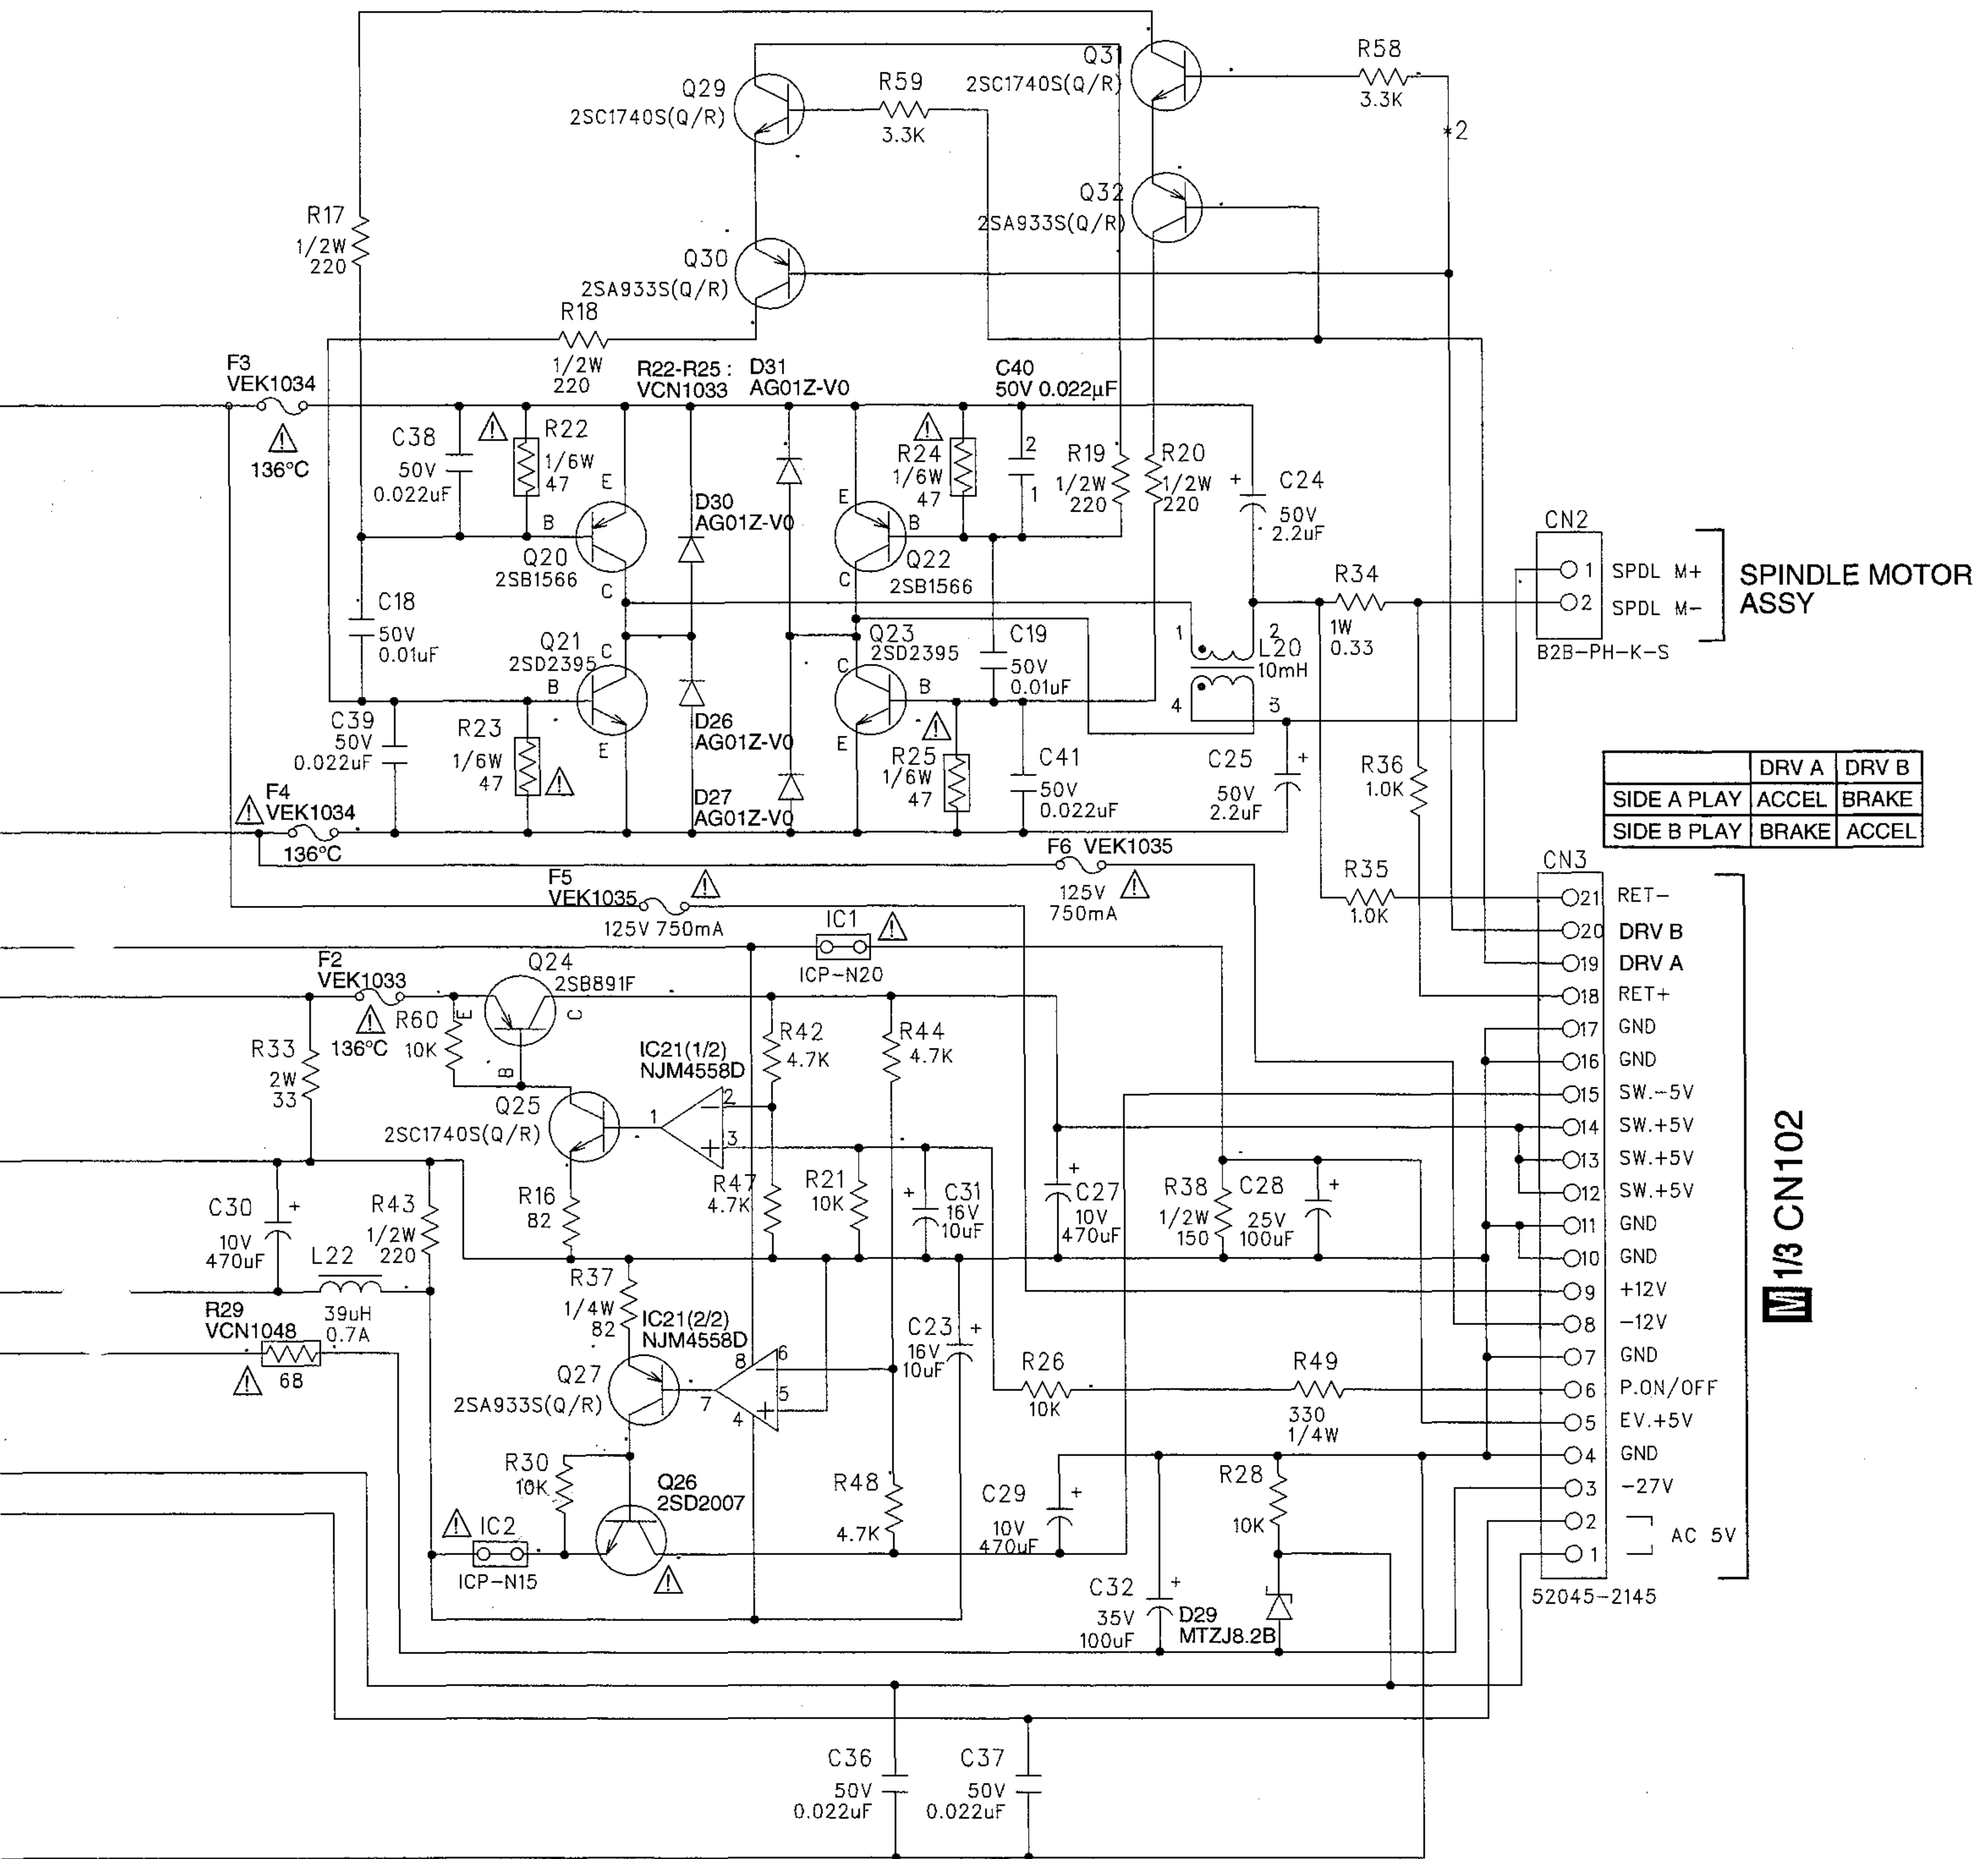 Q31
2SC1740S(Q/R)
R58
3.3K
*2
Q29
2SC1740S(Q/R)
R59
3.3K
Q32
2SA933S(Q/R)
R17
1/2W
220
Q30
2SA933S(Q/R)
R18
1/2W
220
F3
VEK1034
136°C
R22-R25 :
VCN1033
D31
AG01Z-V0
C40
50V 0.022µF
C38
50V
0.022uF
R22
1/6W
47
R24
1/6W
47
2
1
R19
1/2W
220
R20
1/2W
220
C24
+
50V
2.2uF
E
B
C
Q20
2SB1566
D30
AG01Z-V0
E
B
C
Q22
2SB1566
CN2
1 SPDL M+
2 SPDL M-
B2B-PH-K-S
SPINDLE MOTOR
ASSY
R34
1W
0.33
C18
50V
0.01uF
Q21
2SD2395
C
B
E
Q23
2SD2395
C
B
E
C19
50V
0.01uF
1
2
L20
10mH
4
3
C39
50V
0.022uF
R23
1/6W
47
D26
AG01Z-V0
D27
AG01Z-V0
R25
1/6W
47
C41
50V
0.022uF
C25
+
50V
2.2uF
R36
1.0K
DRV A DRV B
SIDE A PLAY ACCEL BRAKE
SIDE B PLAY BRAKE ACCEL
F4
VEK1034
136°C
F6 VEK1035
125V
750mA
F5
VEK1035
125V 750mA
R35
1.0K
IC1
ICP-N20
CN3
21 RET-
20 DRV B
19 DRV A
18 RET+
17 GND
16 GND
15 SW.-5V
14 SW.+5V
13 SW.+5V
12 SW.+5V
11 GND
10 GND
9 +12V
8 -12V
7 GND
6 P.ON/OFF
5 EV.+5V
4 GND
3 -27V
2
1
AC 5V
52045-2145
M 1/3 CN102
F2
VEK1033
136°C
Q24
2SB891F
E
C
B
R60
10K
R33
2W
33
IC21(1/2)
NJM4558D
R42
4.7K
R44
4.7K
Q25
2SC1740S(Q/R)
1
2
3
-
+
R16
82
R47
4.7K
R21
10K
C31
+
16V
10uF
C27
+
10V
470uF
R38
1/2W
150
C28
+
25V
100uF
C30
+
10V
470uF
R43
1/2W
220
L22
39uH
0.7A
R29
VCN1048
68
R37
1/4W
82
IC21(2/2)
NJM4558D
8
6
5
7
4
-
+
Q27
2SA933S(Q/R)
C23
+
16V
10uF
R26
10K
R49
330
1/4W
R30
10K
Q26
2SD2007
R48
4.7K
C29
+
10V
470uF
R28
10K
IC2
ICP-N15
C32
+
35V
100uF
D29
MTZJ8.2B
C36
50V
0.022uF
C37
50V
0.022uF